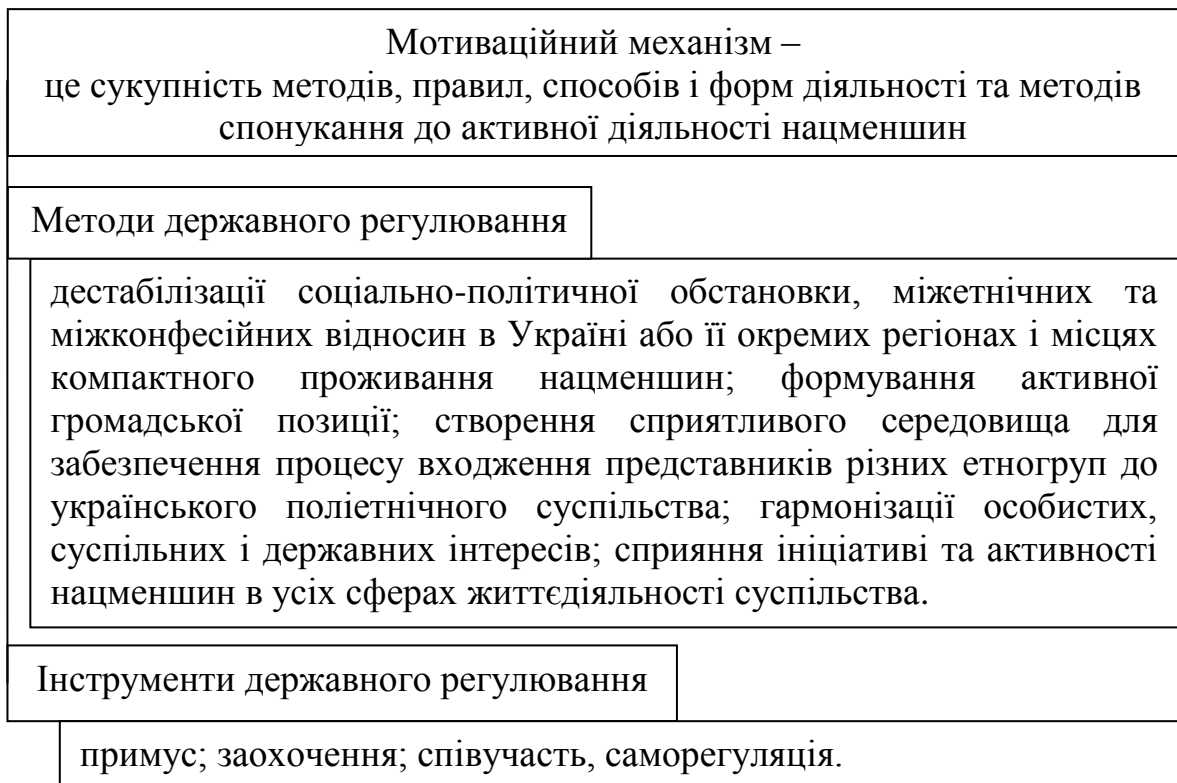 Мотиваційний механізм –
це сукупність методів, правил, способів і форм діяльності та методів
спонукання до активної діяльності нацменшин
Методи державного регулювання
дестабілізації соціально-політичної обстановки, міжетнічних та
міжконфесійних відносин в Україні або її окремих регіонах і місцях
компактного проживання нацменшин; формування активної
громадської позиції; створення сприятливого середовища для
забезпечення процесу входження представників різних етногруп до
українського поліетнічного суспільства; гармонізації особистих,
суспільних і державних інтересів; сприяння ініціативі та активності
нацменшин в усіх сферах життєдіяльності суспільства.
Інструменти державного регулювання
примус; заохочення; співучасть, саморегуляція.